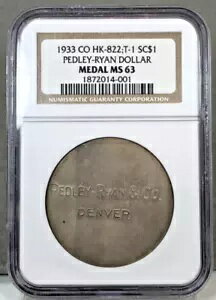 1933 CO HK-822;T-1 SC$1
PEDLEY-RYAN DOLLAR
MEDAL MS 63
1872014-001
NUMISMATIC GUARANTY CORPORATION
PEDLEY-RYAN & CO.
DENVER